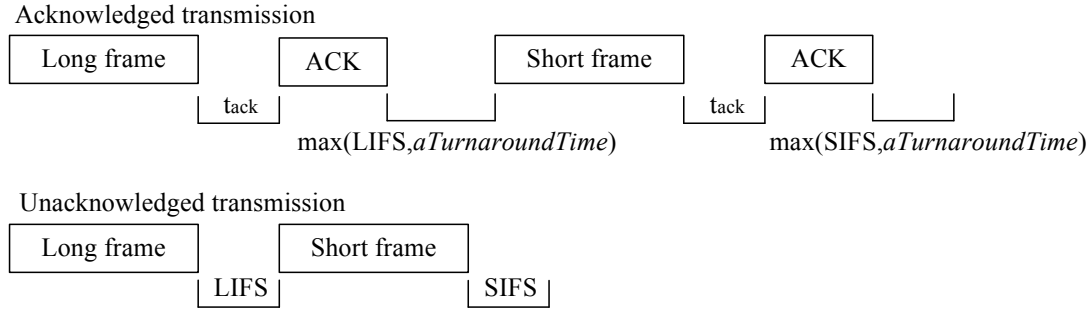 Acknowledged transmission
Long frame ACK Short frame ACK
tack tack
max(LIFS,aTurnaroundTime) max(SIFS,aTurnaroundTime)
Unacknowledged transmission
Long frame Short frame
LIFS SIFS